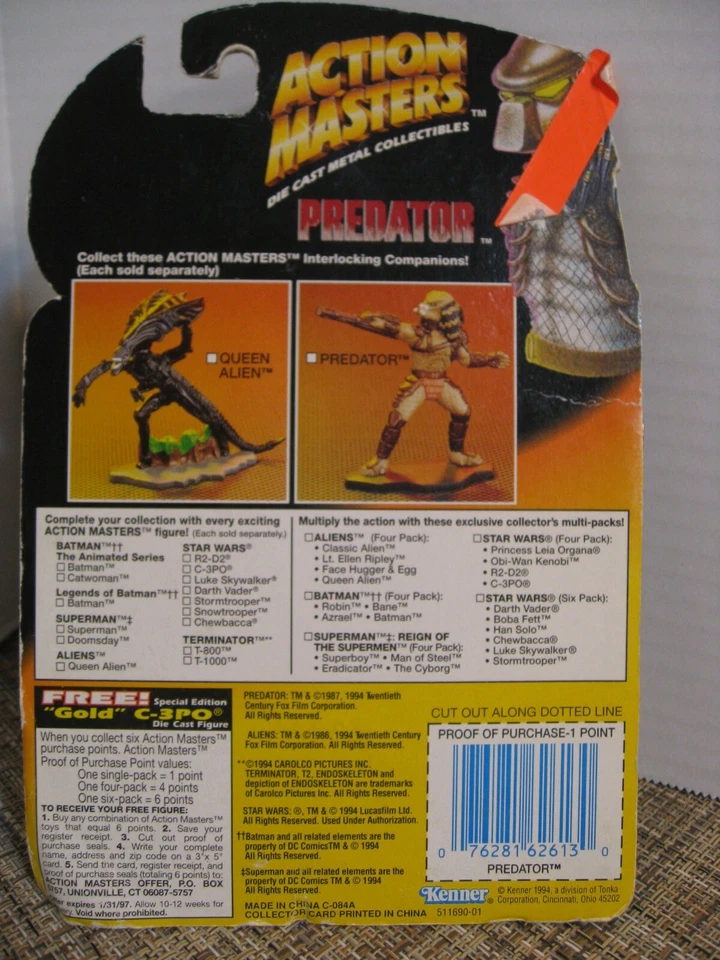 ACTION
MASTERS™
DIE CAST METAL COLLECTIBLES
PREDATOR™
Collect these ACTION MASTERS™ Interlocking Companions!
(Each sold separately)
☐ QUEEN
ALIEN™
☐ PREDATOR™
Complete your collection with every exciting
ACTION MASTERS™ figure! (Each sold separately.)
BATMAN™††
The Animated Series
☐ Batman™
☐ Catwoman™
Legends of Batman™††
☐ Batman™
SUPERMAN™‡
☐ Superman™
☐ Doomsday™
ALIENS™
☐ Queen Alien™
STAR WARS®
☐ R2-D2®
☐ C-3PO®
☐ Luke Skywalker®
☐ Darth Vader®
☐ Stormtrooper™
☐ Snowtrooper™
☐ Chewbacca®
TERMINATOR™**
☐ T-800™
☐ T-1000™
Multiply the action with these exclusive collector's multi-packs!
☐ ALIENS™ (Four Pack):
• Classic Alien™
• Lt. Ellen Ripley™
• Face Hugger & Egg
• Queen Alien™
☐ BATMAN™†† (Four Pack):
• Robin™ • Bane™
• Azrael™ • Batman™
☐ SUPERMAN™‡: REIGN OF
THE SUPERMEN (Four Pack):
• Superboy™ • Man of Steel™
• Eradicator™ • The Cyborg™
☐ STAR WARS® (Four Pack):
• Princess Leia Organa®
• Obi-Wan Kenobi™
• R2-D2®
• C-3PO®
☐ STAR WARS® (Six Pack):
• Darth Vader®
• Boba Fett™
• Han Solo™
• Chewbacca®
• Luke Skywalker®
• Stormtrooper™
FREE! Special Edition
"Gold" C-3PO®
Die Cast Figure
When you collect six Action Masters™
purchase points. Action Masters™
Proof of Purchase Point values:
One single-pack = 1 point
One four-pack = 4 points
One six-pack = 6 points
TO RECEIVE YOUR FREE FIGURE:
1. Buy any combination of Action Masters™
toys that equal 6 points. 2. Save your
register receipt. 3. Cut out proof of
purchase seals. 4. Write your complete
name, address and zip code on a 3"x 5"
card. 5. Send the card, register receipt, and
proof of purchase seals (totaling 6 points) to:
ACTION MASTERS OFFER, P.O. BOX
5757, UNIONVILLE, CT 06087-5757
expires 1/31/97. Allow 10-12 weeks for
Void where prohibited.
PREDATOR: TM & ©1987, 1994 Twentieth
Century Fox Film Corporation.
All Rights Reserved.
ALIENS: TM & ©1986, 1994 Twentieth Century
Fox Film Corporation. All Rights Reserved.
**©1994 CAROLCO PICTURES INC.
TERMINATOR, T2, ENDOSKELETON and
depiction of ENDOSKELETON are trademarks
of Carolco Pictures Inc. All Rights Reserved.
STAR WARS: ®, TM & © 1994 Lucasfilm Ltd.
All Rights Reserved. Used Under Authorization.
††Batman and all related elements are the
property of DC ComicsTM & © 1994
All Rights Reserved.
‡Superman and all related elements are the
property of DC Comics TM & © 1994
All Rights Reserved.
MADE IN CHINA C-084A
COLLECTOR CARD PRINTED IN CHINA 511690-01
CUT OUT ALONG DOTTED LINE
PROOF OF PURCHASE-1 POINT
0 76281 62613 0
PREDATOR™
Kenner®
© Kenner 1994, a division of Tonka
Corporation, Cincinnati, Ohio 45202